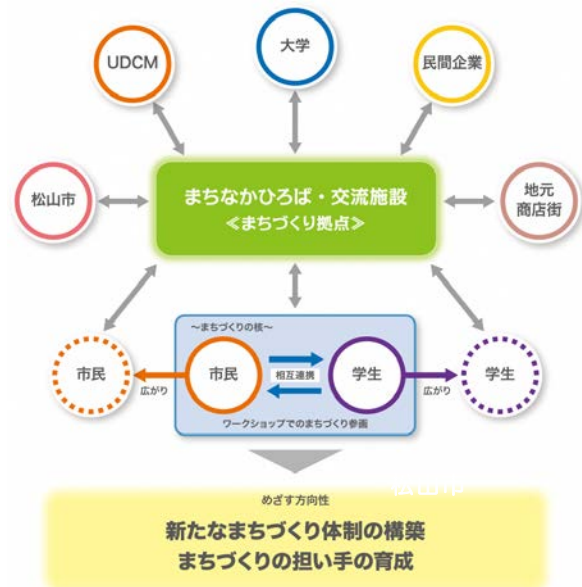 大学
UDCM
民間企業
松山市
まちなかひろば・交流施設
≪まちづくり拠点≫
地元
商店街
～まちづくりの核～
市民
広がり
市民
相互連携
学生
広がり
学生
ワークショップでのまちづくり参画
めざす方向性
新たなまちづくり体制の構築
まちづくりの担い手の育成